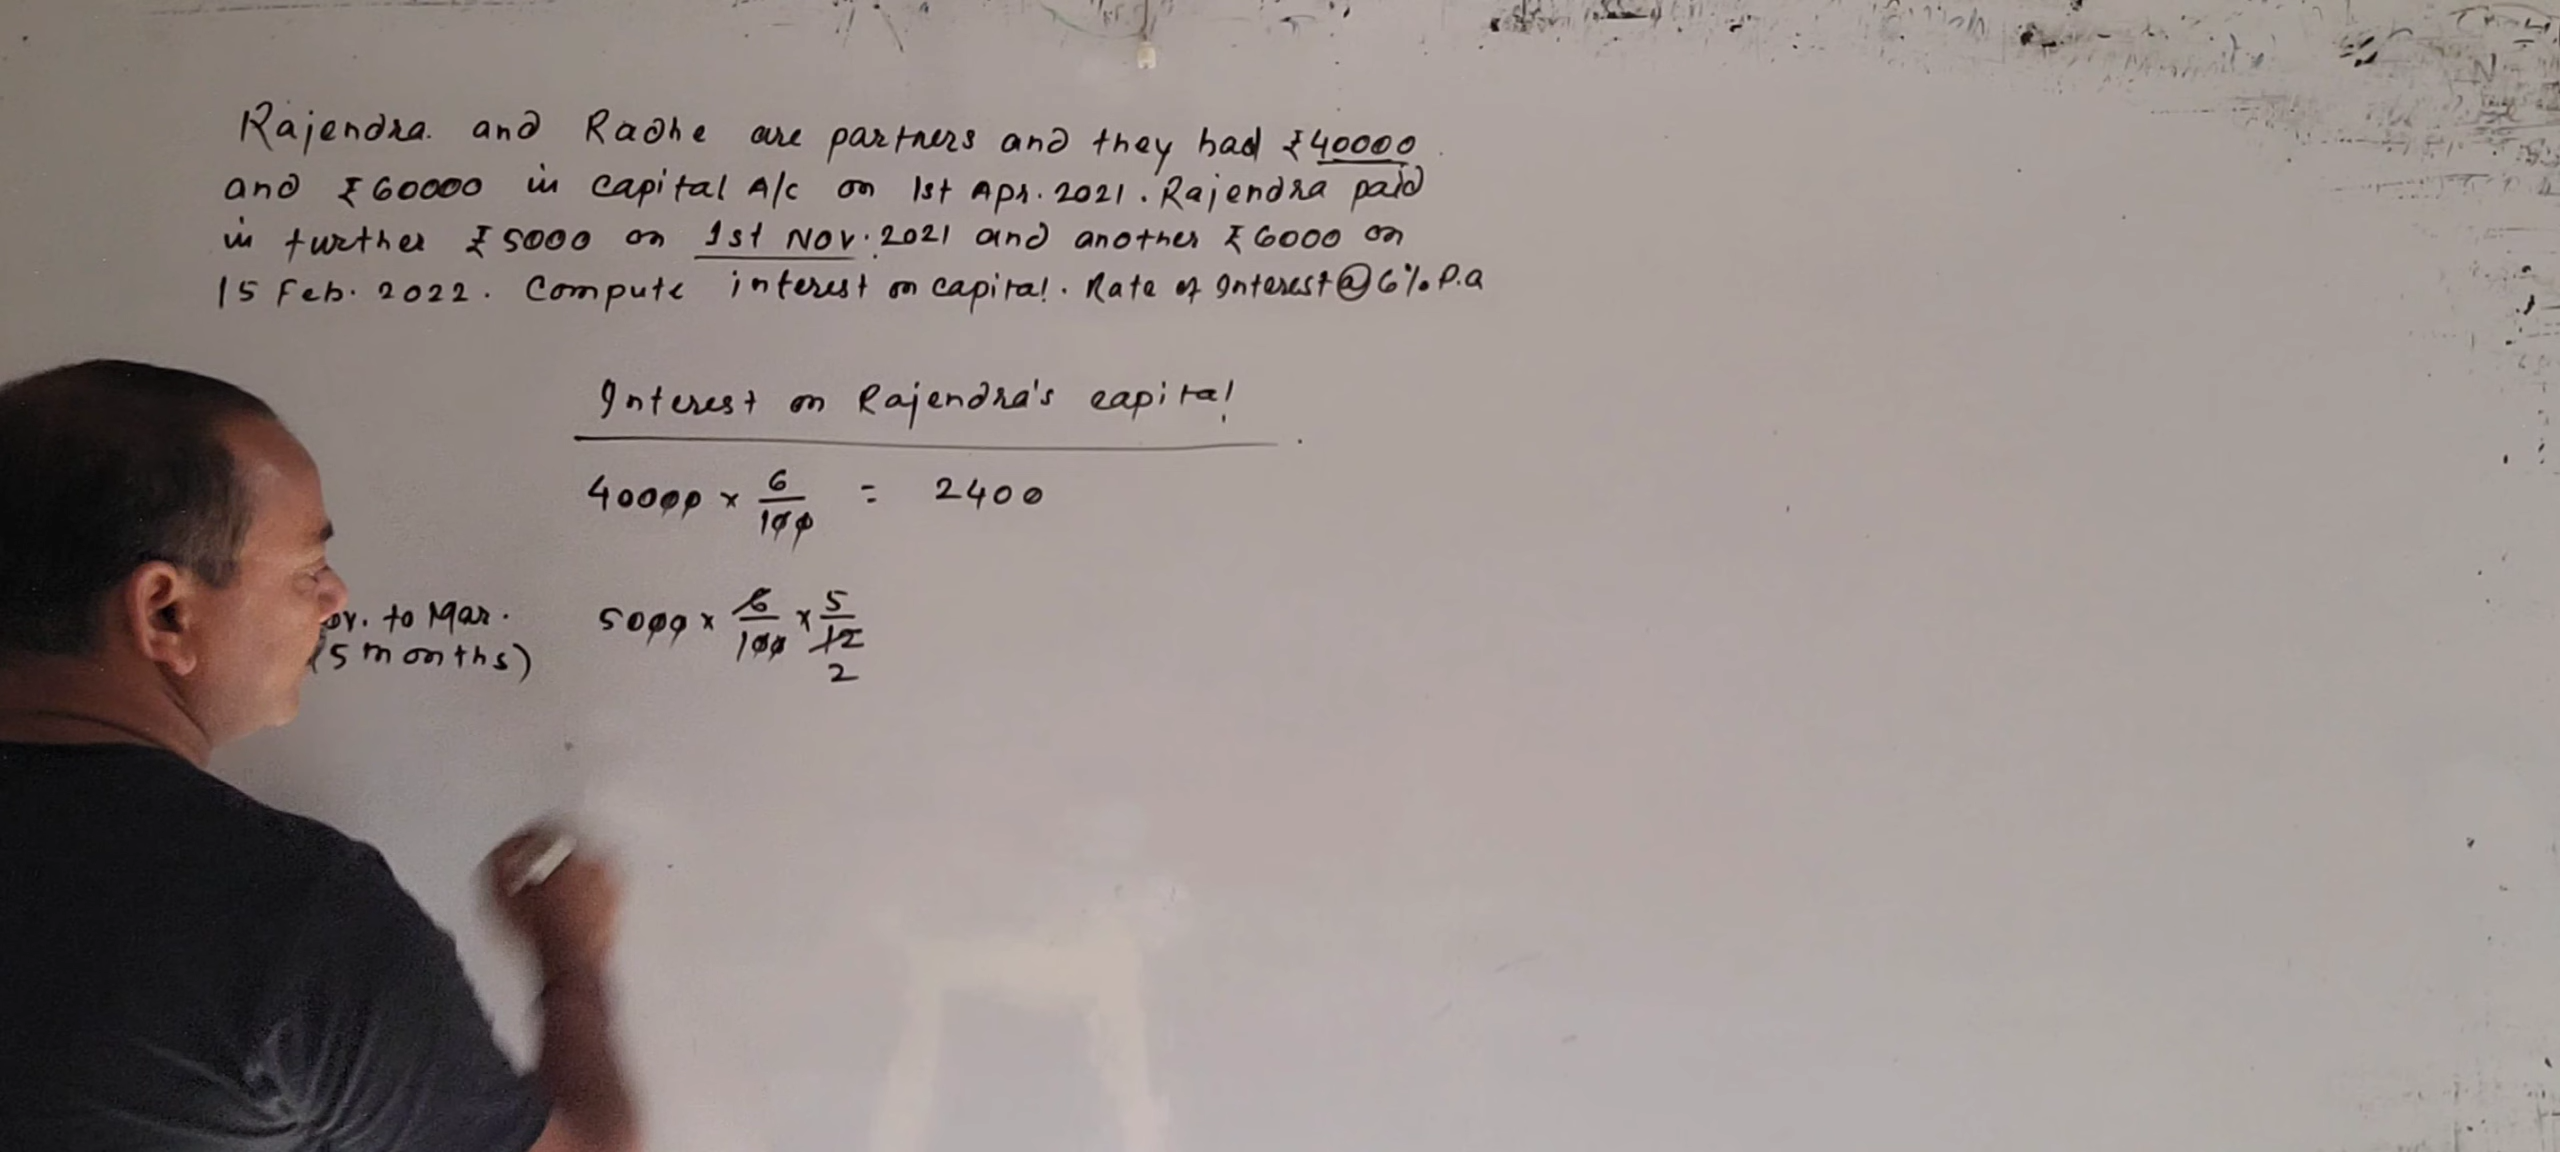 Rajendra. and Radhe are partners and they had ₹40000
and ₹60000 in capital A/c on 1st Apr. 2021. Rajendra paid
in further ₹5000 on 1st Nov. 2021 and another ₹6000 on
15 Feb. 2022. Compute interest on capital. Rate of Interest @ 6% P.a
Interest on Rajendra's capital
40000 × 6/100 = 2400
to Mar. 5000 × 6/100 × 5/12
(5 months) 2